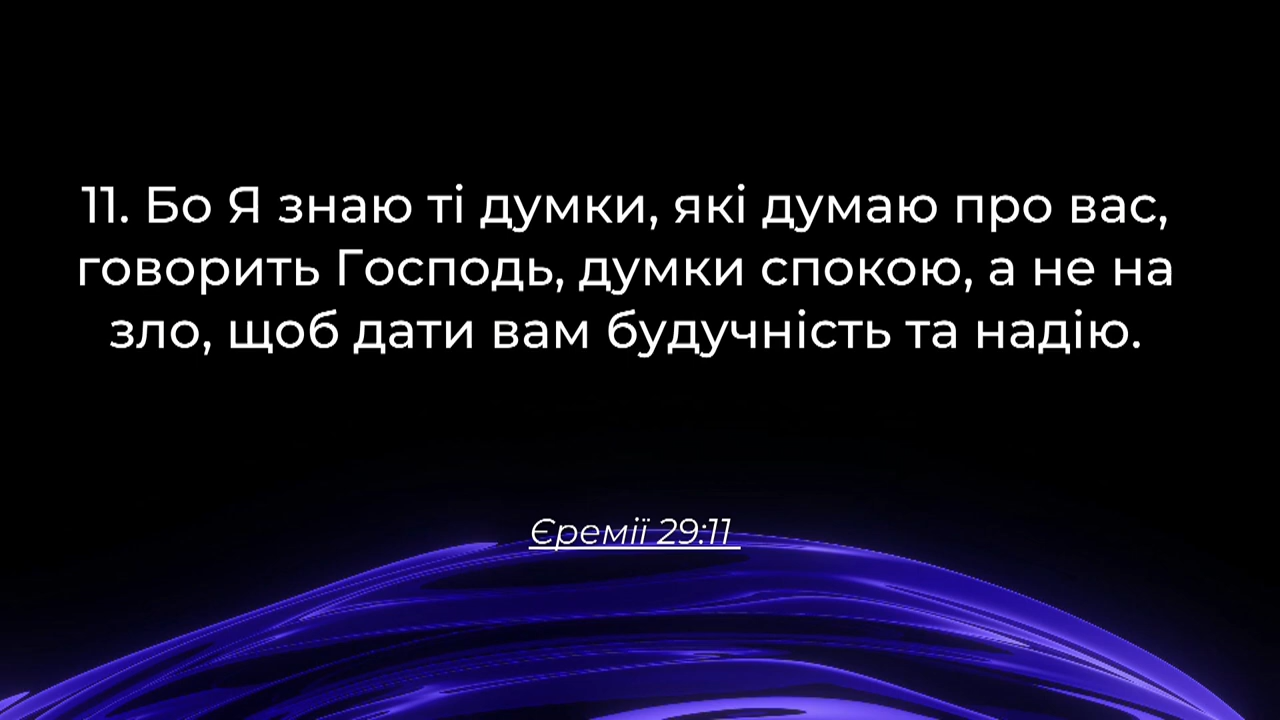 11. Бо Я знаю ті думки, які думаю про вас,
говорить Господь, думки спокою, а не на
зло, щоб дати вам будучність та надію.
Єремії 29:11